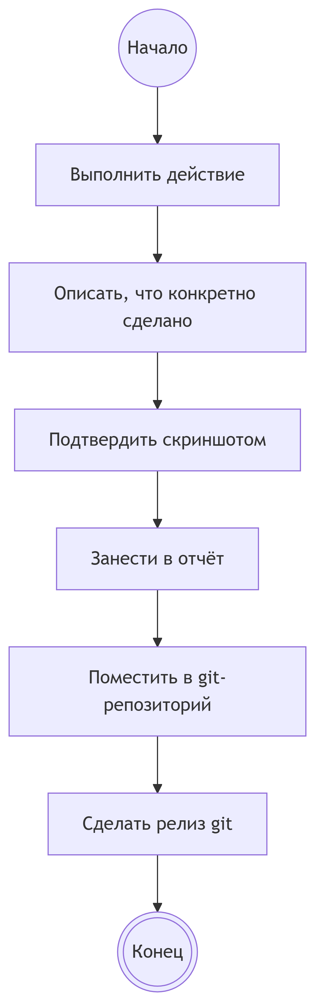 Начало
Выполнить действие
Описать, что конкретно
сделано
Подтвердить скриншотом
Занести в отчёт
Поместить в git-
репозиторий
Сделать релиз git
Конец